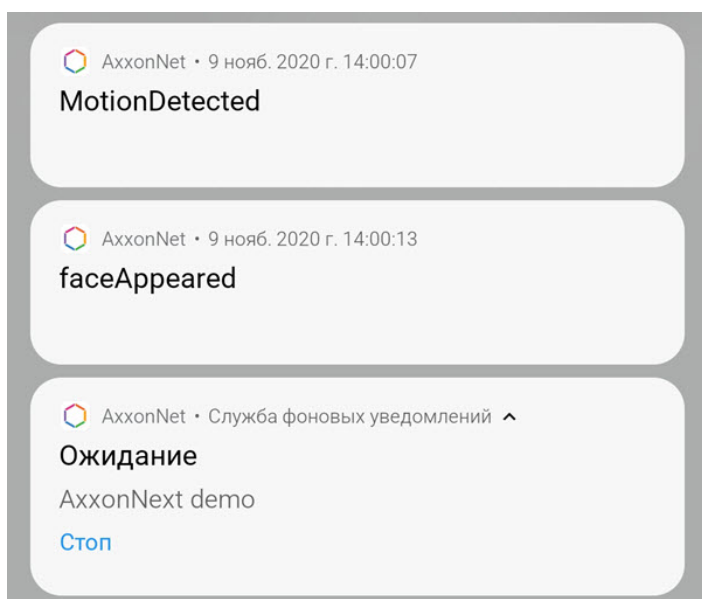 AxxonNet • 9 нояб. 2020 г. 14:00:07
MotionDetected
AxxonNet • 9 нояб. 2020 г. 14:00:13
faceAppeared
AxxonNet • Служба фоновых уведомлений
Ожидание
AxxonNext demo
Стоп